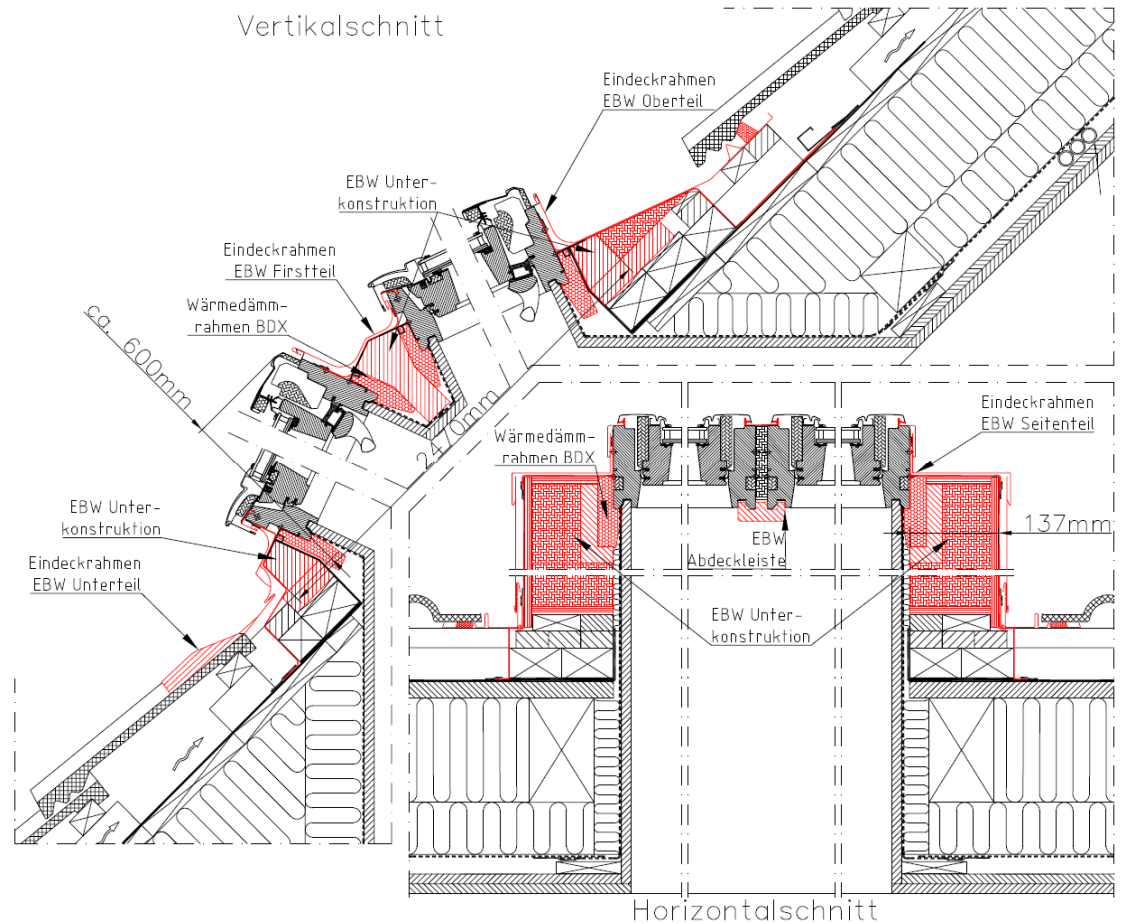 Vertikalschnitt
Eindeckrahmen
EBW Oberteil
EBW Unter-
konstruktion
Eindeckrahmen
EBW Firstteil
Wärmedämm-
rahmen BDX
ca. 600mm
2470mm
EBW Unter-
konstruktion
Eindeckrahmen
EBW Unterteil
Eindeckrahmen
EBW Seitenteil
Wärmedämm-
rahmen BDX
137mm
EBW
Abdeckleiste
EBW Unter-
konstruktion
Horizontalschnitt